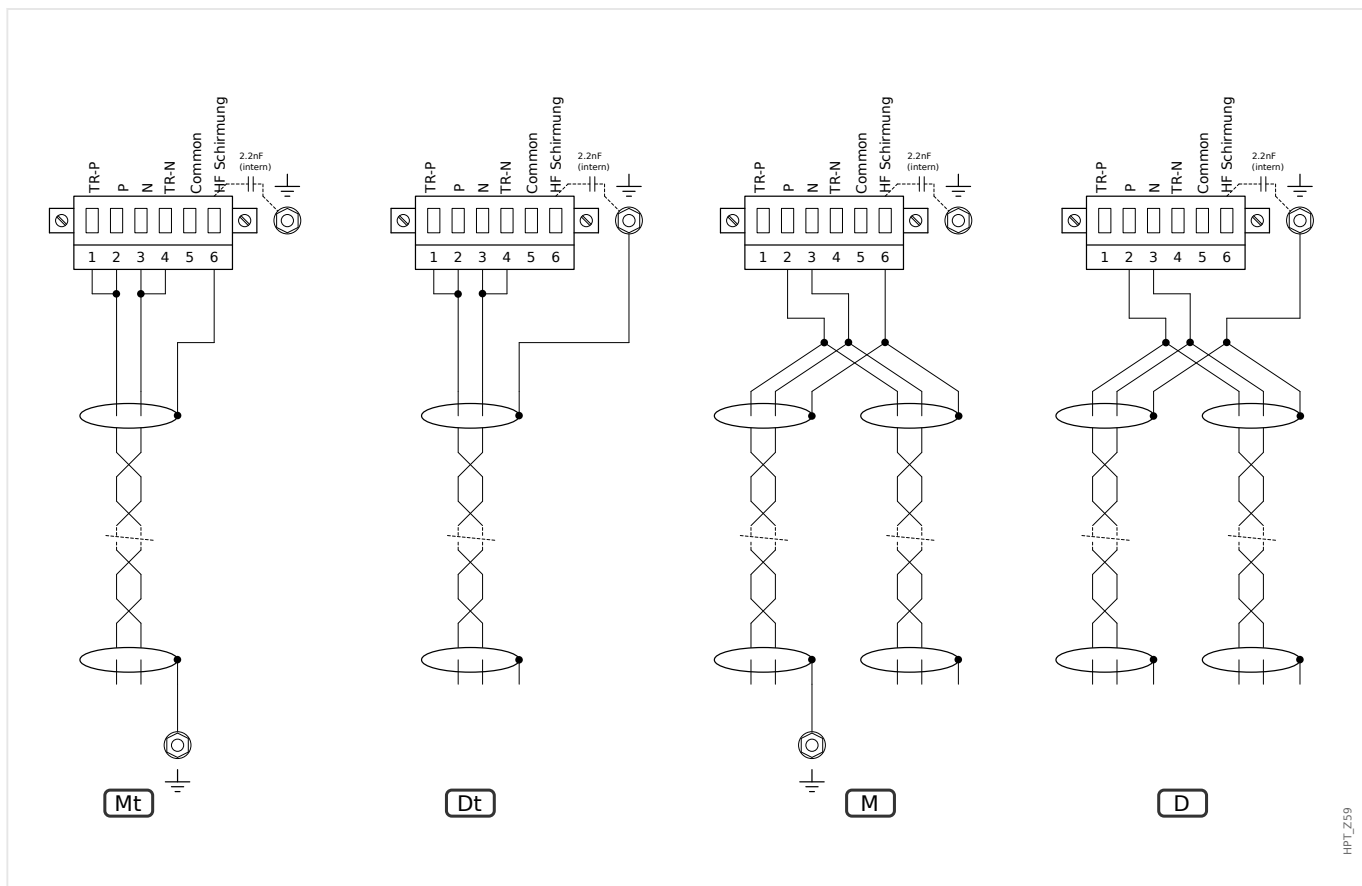 TR-P
P
N
TR-N
Common
HF Schirmung
2.2nF
(intern)
1 2 3 4 5 6
Mt
TR-P
P
N
TR-N
Common
HF Schirmung
2.2nF
(intern)
1 2 3 4 5 6
Dt
TR-P
P
N
TR-N
Common
HF Schirmung
2.2nF
(intern)
1 2 3 4 5 6
M
TR-P
P
N
TR-N
Common
HF Schirmung
2.2nF
(intern)
1 2 3 4 5 6
D
HPT_Z59